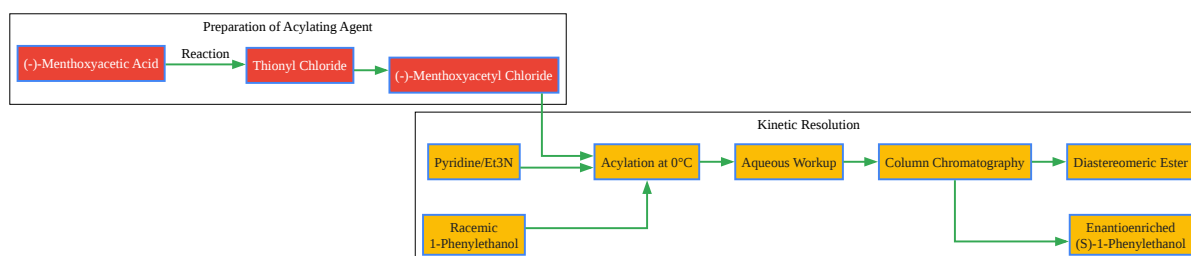 Preparation of Acylating Agent
(-)-Menthoxyacetic Acid
Reaction
Thionyl Chloride
(-)-Menthoxyacetyl Chloride
Kinetic Resolution
Pyridine/Et3N
Acylation at 0°C
Aqueous Workup
Column Chromatography
Diastereomeric Ester
Racemic
1-Phenylethanol
Enantioenriched
(S)-1-Phenylethanol